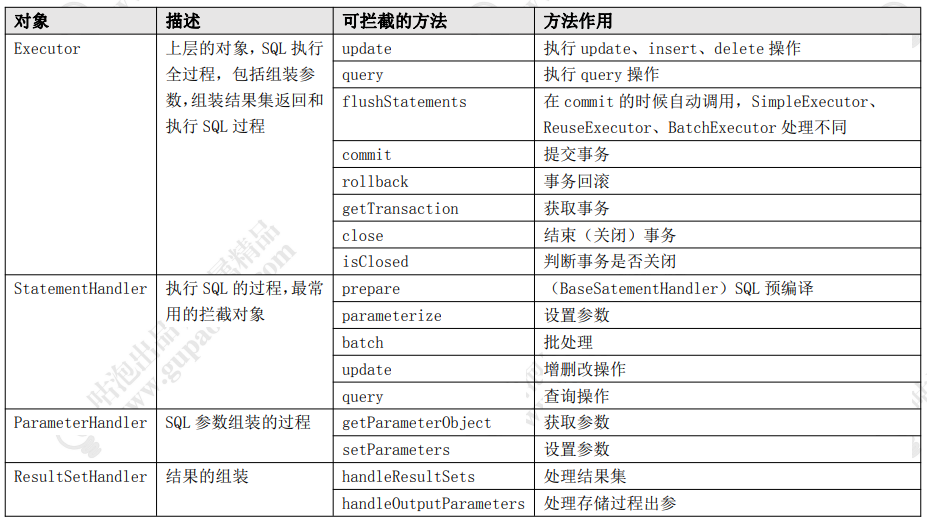 对象 描述 可拦截的方法 方法作用
Executor 上层的对象，SQL 执行 update 执行 update、insert、delete 操作
全过程，包括组装参 query 执行 query 操作
数，组装结果集返回和 flushStatements 在 commit 的时候自动调用，SimpleExecutor、
执行 SQL 过程 ReuseExecutor、BatchExecutor 处理不同
commit 提交事务
rollback 事务回滚
getTransaction 获取事务
close 结束（关闭）事务
isClosed 判断事务是否关闭
StatementHandler 执行 SQL 的过程，最常 prepare （BaseSatementHandler）SQL 预编译
用的拦截对象 parameterize 设置参数
batch 批处理
update 增删改操作
query 查询操作
ParameterHandler SQL 参数组装的过程 getParameterObject 获取参数
setParameters 设置参数
ResultSetHandler 结果的组装 handleResultSets 处理结果集
handleOutputParameters 处理存储过程出参